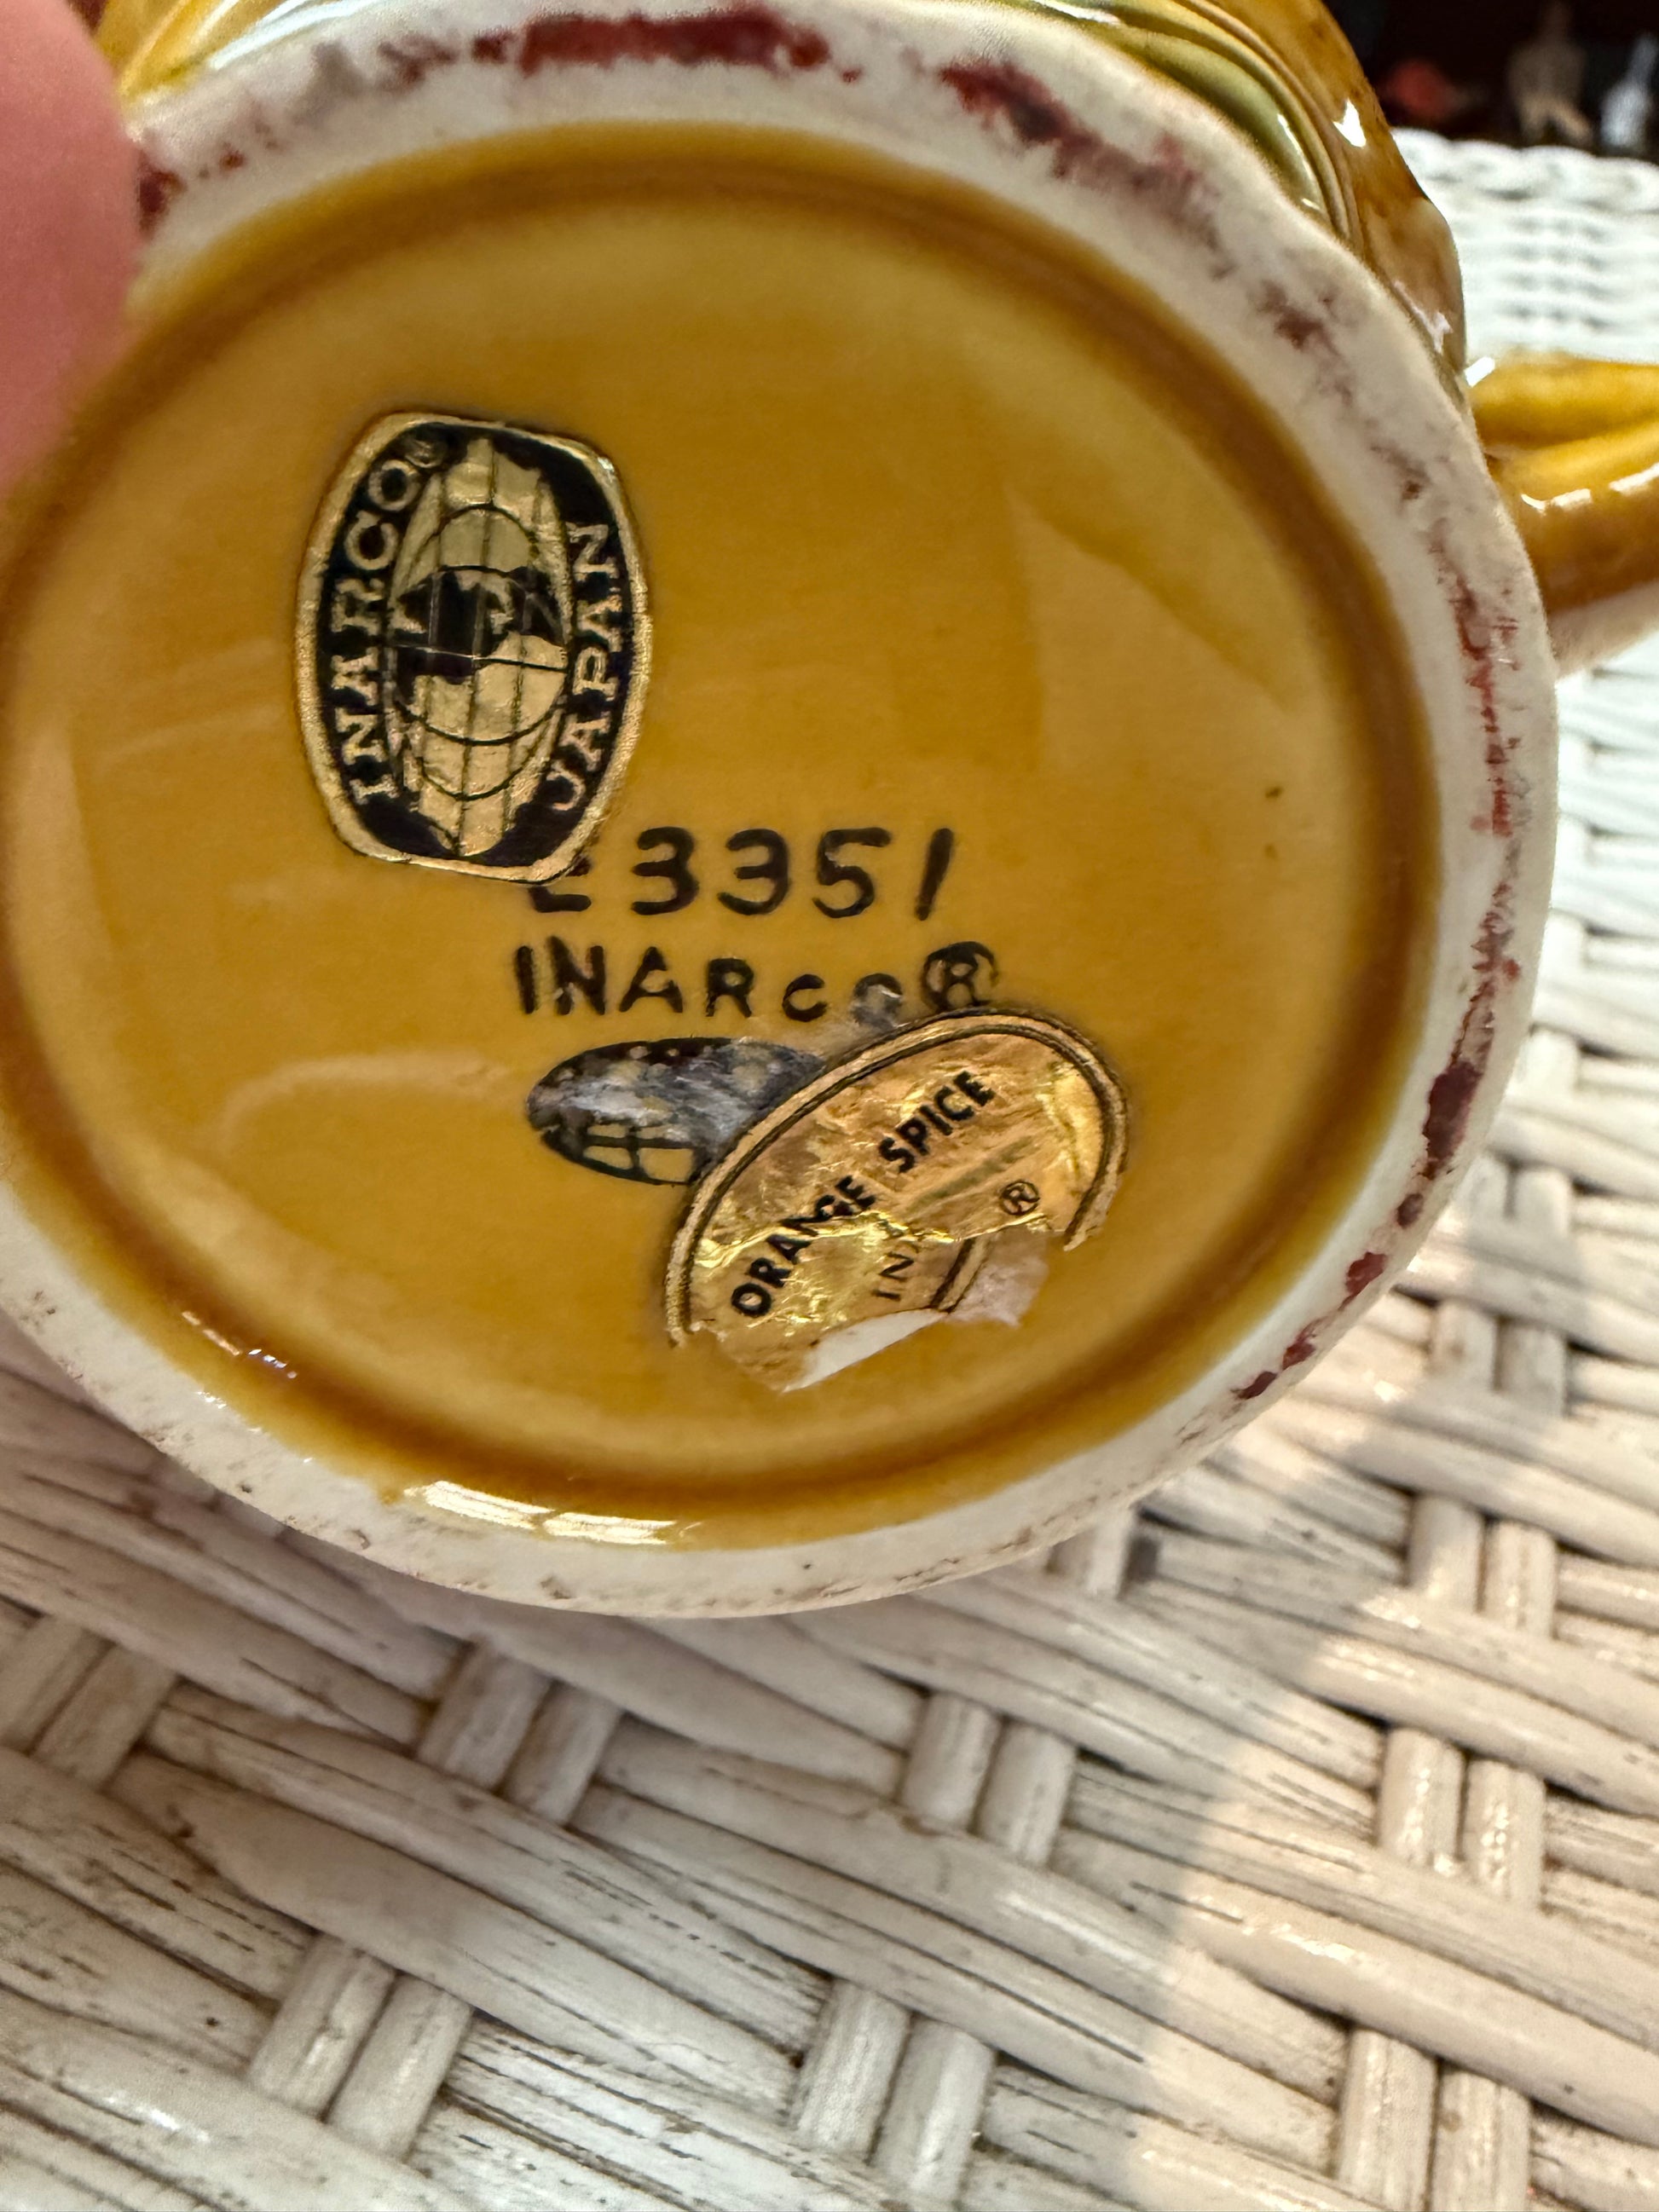 INARCO®
JAPAN
E3351
INARCO®
ORANGE SPICE
®